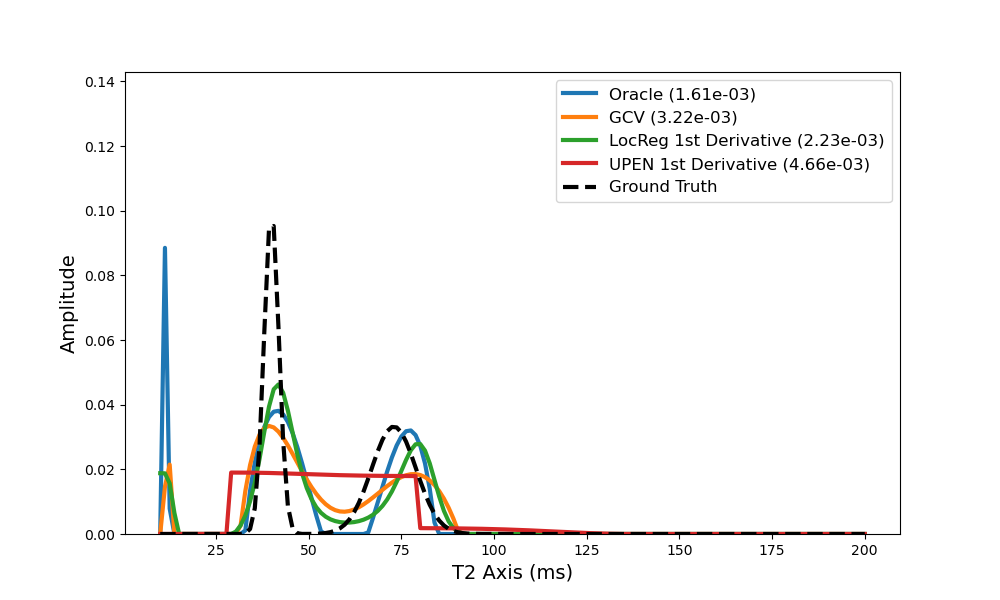 0.14
0.12
0.10
0.08
0.06
0.04
0.02
0.00
Amplitude
Oracle (1.61e-03)
GCV (3.22e-03)
LocReg 1st Derivative (2.23e-03)
UPEN 1st Derivative (4.66e-03)
Ground Truth
25 50 75 100 125 150 175 200
T2 Axis (ms)